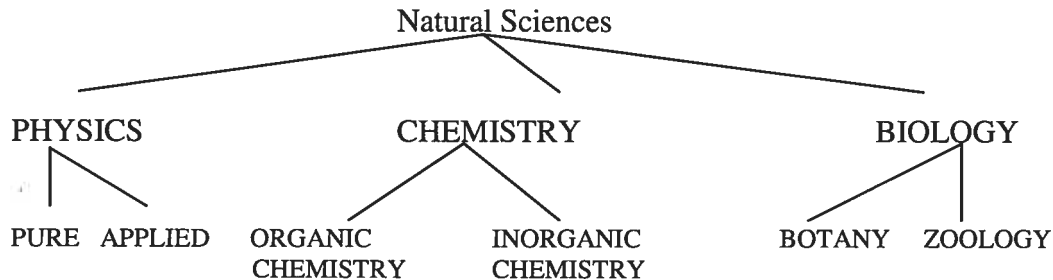 Natural Sciences
PHYSICS CHEMISTRY BIOLOGY
PURE APPLIED ORGANIC CHEMISTRY INORGANIC CHEMISTRY BOTANY ZOOLOGY